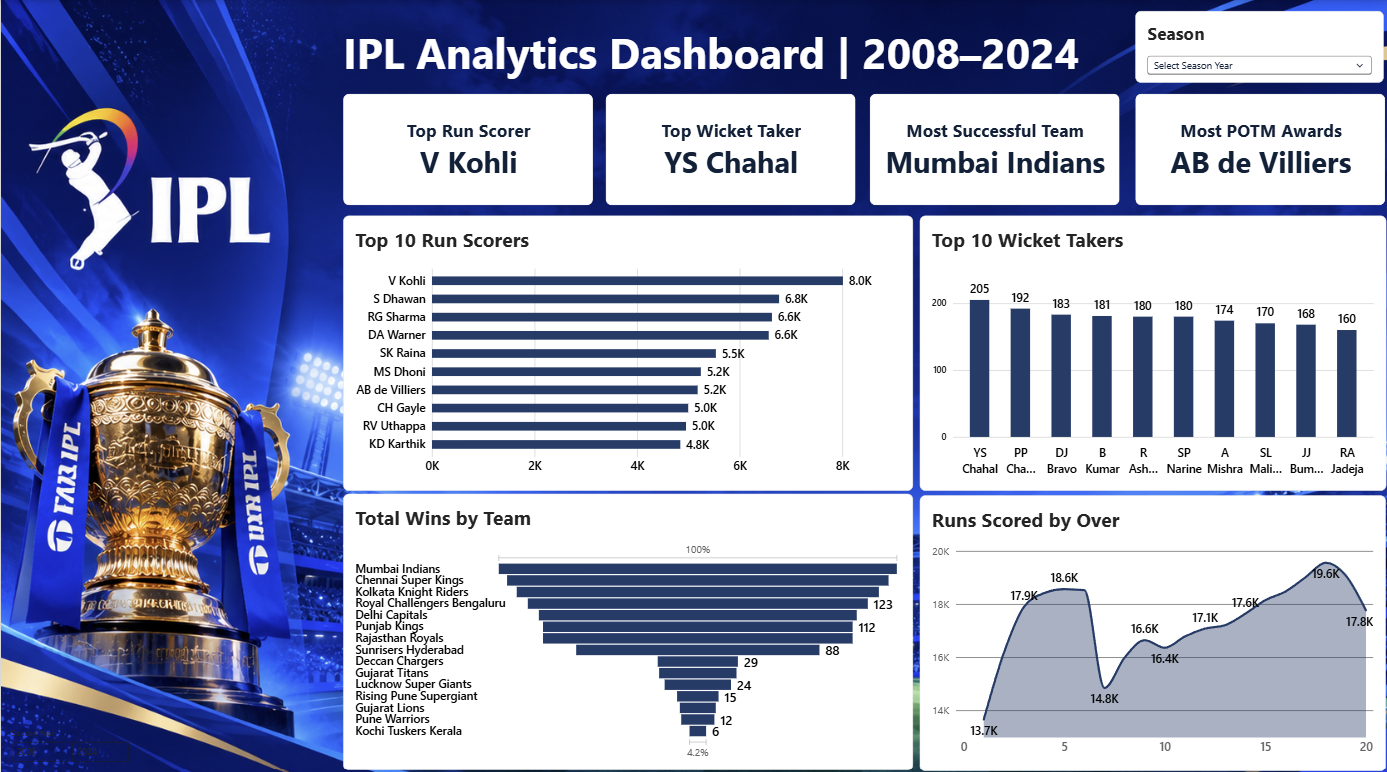 IPL Analytics Dashboard | 2008–2024
Season
Select Season Year
IPL
TATA IPL
TATA IPL
Top Run Scorer
V Kohli
Top Wicket Taker
YS Chahal
Most Successful Team
Mumbai Indians
Most POTM Awards
AB de Villiers
Top 10 Run Scorers
V Kohli 8.0K
S Dhawan 6.8K
RG Sharma 6.6K
DA Warner 6.6K
SK Raina 5.5K
MS Dhoni 5.2K
AB de Villiers 5.2K
CH Gayle 5.0K
RV Uthappa 5.0K
KD Karthik 4.8K
0K 2K 4K 6K 8K
Top 10 Wicket Takers
205 192 183 181 180 180 174 170 168 160
200
100
0
YS PP DJ B R SP A SL JJ RA
Chahal Cha... Bravo Kumar Ash... Narine Mishra Mali... Bum... Jadeja
Total Wins by Team
100%
Mumbai Indians
Chennai Super Kings
Kolkata Knight Riders
Royal Challengers Bengaluru 123
Delhi Capitals
Punjab Kings 112
Rajasthan Royals
Sunrisers Hyderabad 88
Deccan Chargers 29
Gujarat Titans
Lucknow Super Giants 24
Rising Pune Supergiant 15
Gujarat Lions
Pune Warriors 12
Kochi Tuskers Kerala 6
4.2%
Runs Scored by Over
20K
18K
16K
14K
13.7K 17.9K 18.6K 14.8K 16.6K 16.4K 17.1K 17.6K 19.6K 17.8K
0 5 10 15 20